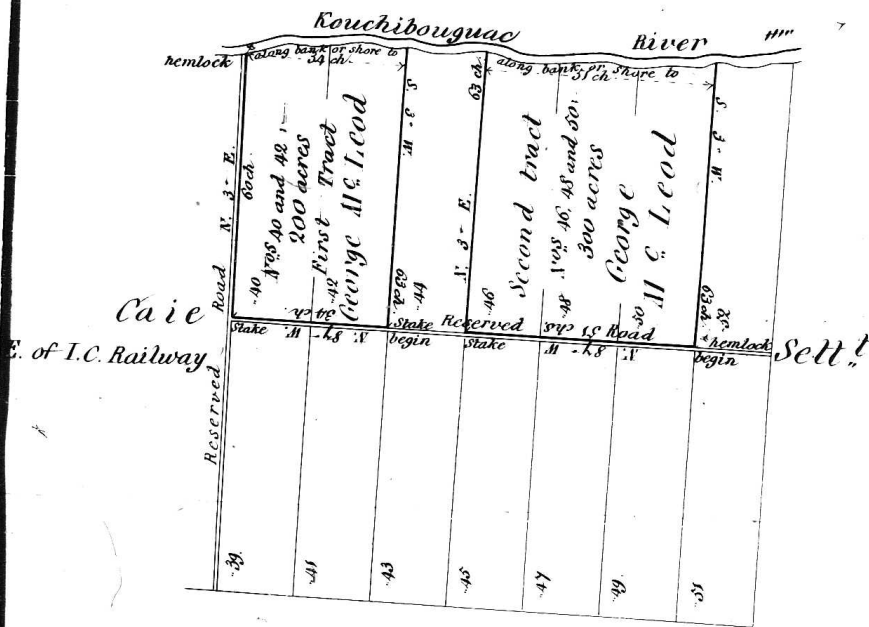 Kouchibouguac River
hemlock
along bank or shore to
34 ch.
along bank or shore to
51 ch
Road N. 3° E.
60 ch
Nos 40 and 42;
200 acres
First Tract
George Mc Leod
S. 3° W.
63 ch.
63 ch
N. 3° E.
Second tract
Nos 46, 48 and 50;
300 acres
George
Mc Leod
S. 3° W.
63 ch.
40
42
44
46
48
50
52
Caie
Sett't
E. of I.C. Railway
Stake
N. 87° W. 34 ch.
Stake
begin
Reserved Road
Stake
N. 87° W. 51 chs
hemlock
begin
Reserved
39
41
43
45
47
49
51